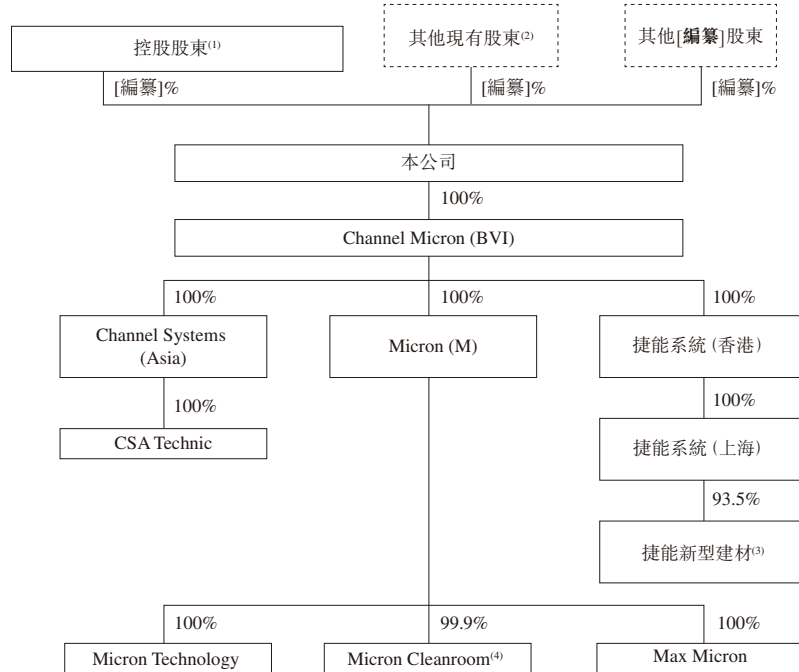 控股股東(1)
其他現有股東(2)
其他[編纂]股東
[編纂]%
[編纂]%
[編纂]%
本公司
100%
Channel Micron (BVI)
100%
100%
100%
Channel Systems
(Asia)
Micron (M)
捷能系統(香港)
100%
100%
CSA Technic
捷能系統(上海)
93.5%
捷能新型建材(3)
100%
99.9%
100%
Micron Technology
Micron Cleanroom(4)
Max Micron